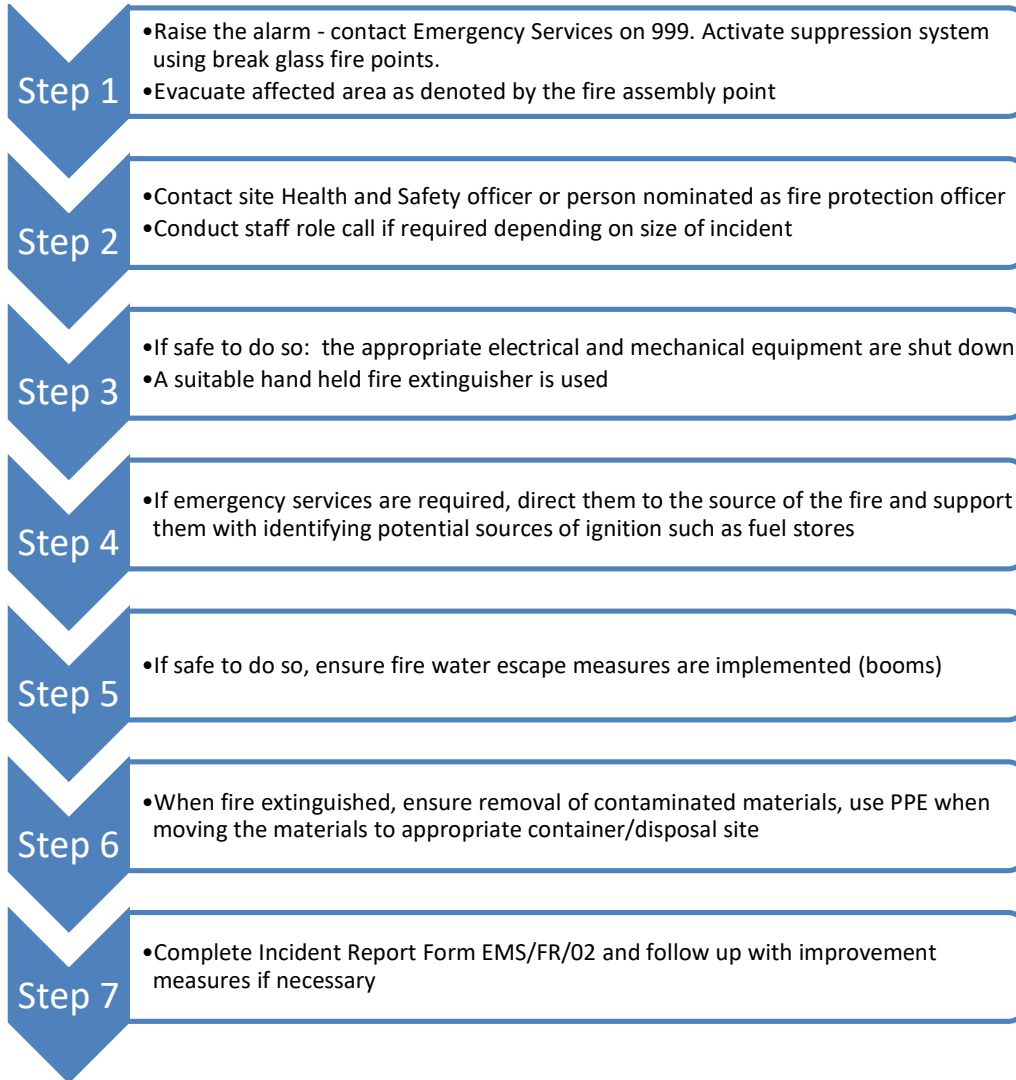 Step 1
•Raise the alarm - contact Emergency Services on 999. Activate suppression system
using break glass fire points.
•Evacuate affected area as denoted by the fire assembly point
Step 2
•Contact site Health and Safety officer or person nominated as fire protection officer
•Conduct staff role call if required depending on size of incident
Step 3
•If safe to do so:  the appropriate electrical and mechanical equipment are shut down
•A suitable hand held fire extinguisher is used
Step 4
•If emergency services are required, direct them to the source of the fire and support
them with identifying potential sources of ignition such as fuel stores
Step 5
•If safe to do so, ensure fire water escape measures are implemented (booms)
Step 6
•When fire extinguished, ensure removal of contaminated materials, use PPE when
moving the materials to appropriate container/disposal site
Step 7
•Complete Incident Report Form EMS/FR/02 and follow up with improvement
measures if necessary